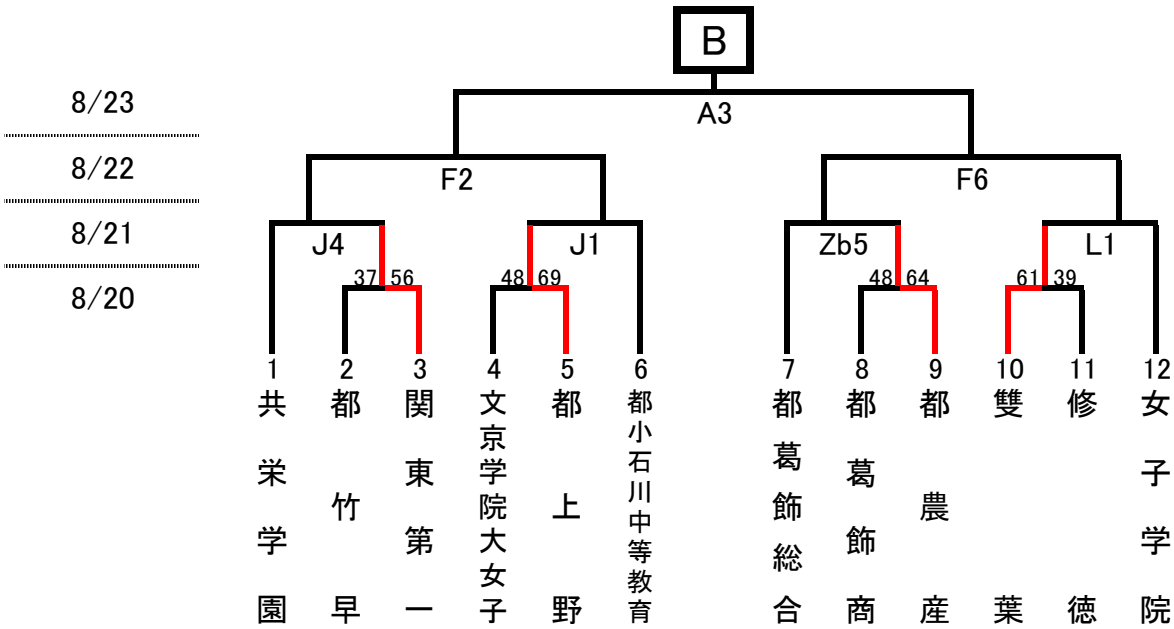 B
8/23
A3
8/22
F2
F6
8/21
J4
J1
Zb5
L1
37 56
48 69
48 64
61 39
8/20
1
2
3
4
5
6
7
8
9
10
11
12
共栄学園
都竹早
関東第一
文京学院大女子
都上野
都小石川中等教育
都葛飾総合
都葛飾商
都農産
雙葉
修徳
女子学院